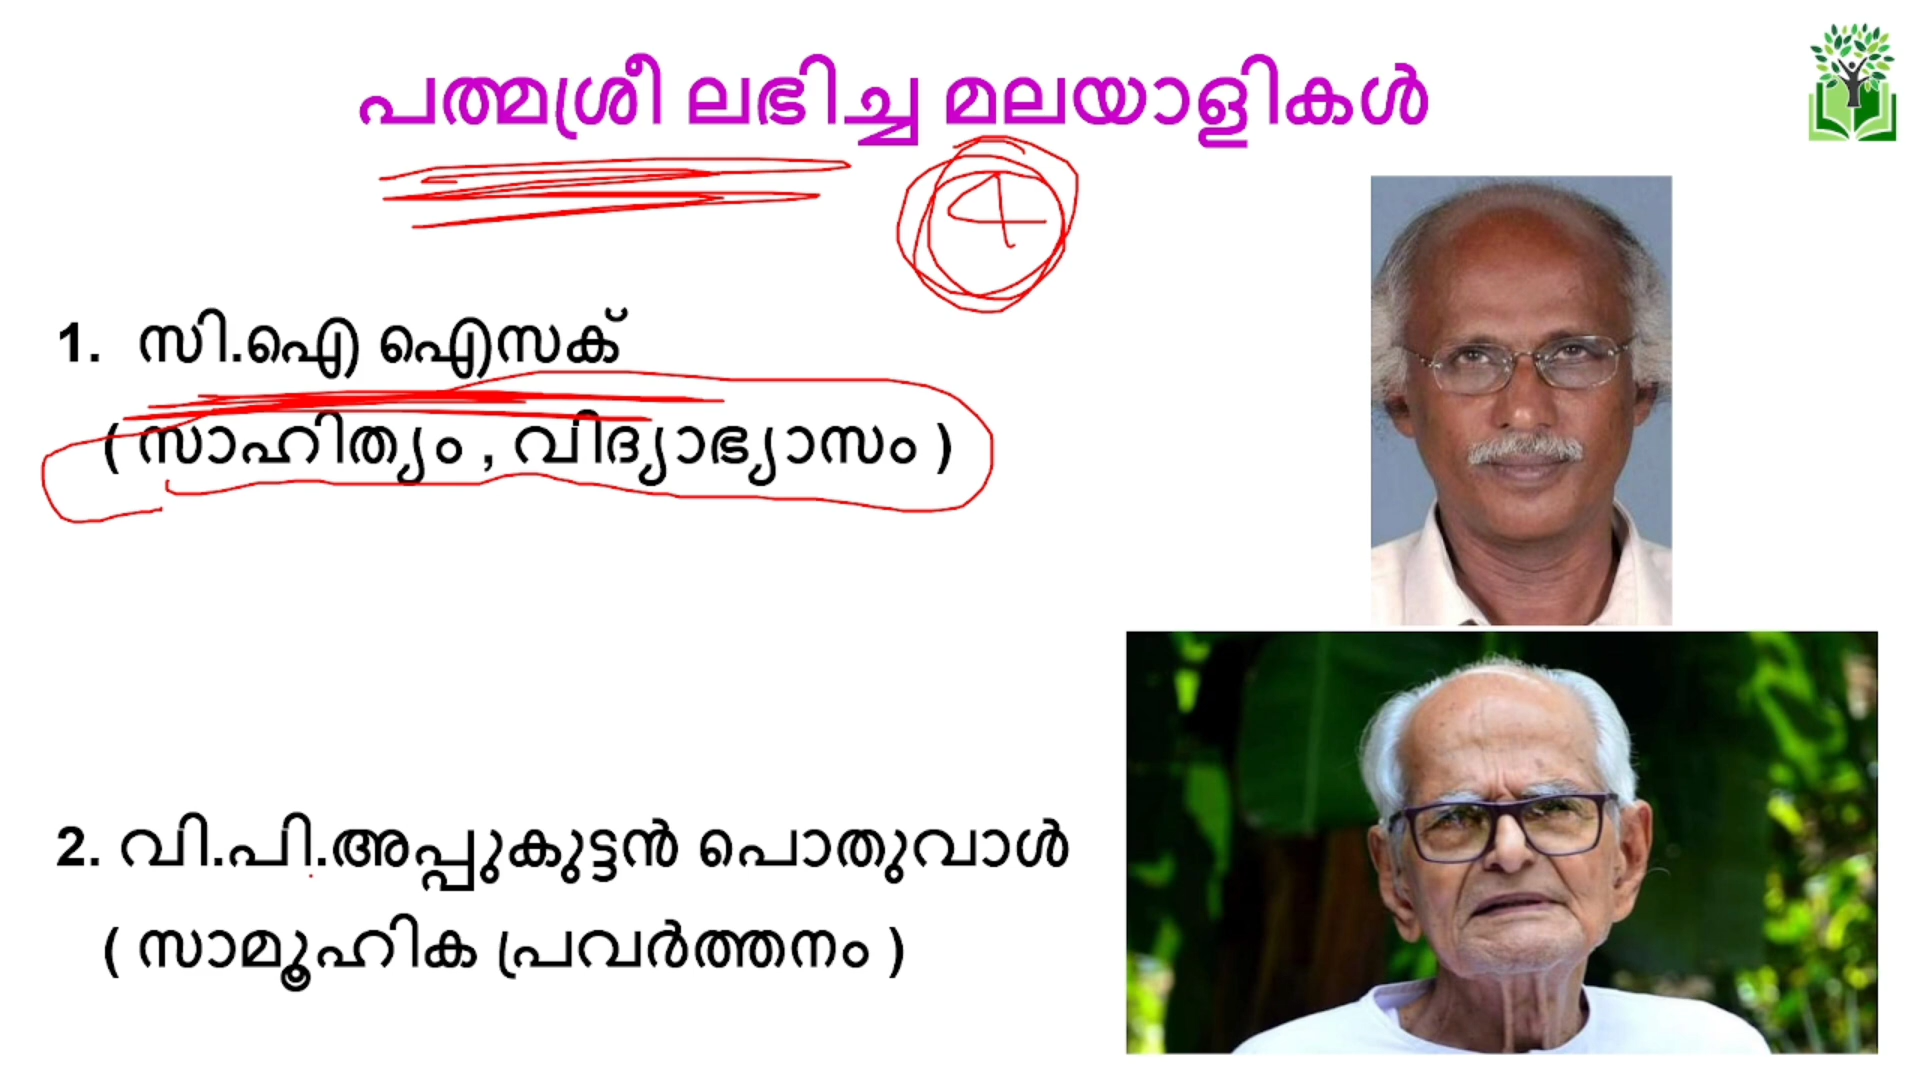 പത്മശ്രീ ലഭിച്ച മലയാളികൾ
4
1. സി.ഐ ഐസക്
( സാഹിത്യം , വിദ്യാഭ്യാസം )
2. വി.പി.അപ്പുകുട്ടൻ പൊതുവാൾ
( സാമൂഹിക പ്രവർത്തനം )